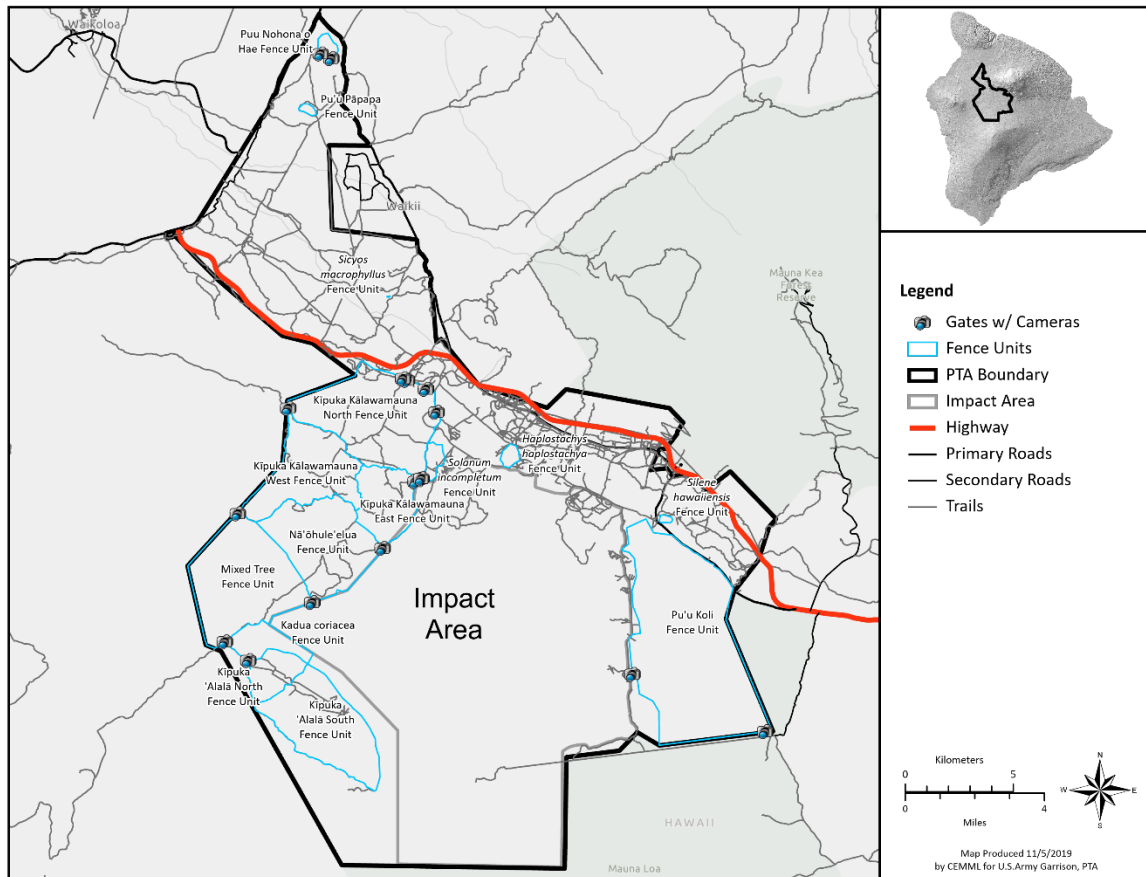 Waikoloa
Puu Nohona o
Hae Fence Unit
Pu'u Pāpapa
Fence Unit
Waikii
Sicyos
macrophyllus
Fence Unit
Mauna Kea
Forest
Reserve
Kīpuka Kālawamauna
North Fence Unit
Haplostachys
haplostachya
Fence Unit
Kīpuka Kālawamauna
West Fence Unit
Solanum
incompletum
Fence Unit
Kīpuka Kālawamauna
East Fence Unit
Silene
hawaiiensis
Fence Unit
Nā'ōhule'elua
Fence Unit
Mixed Tree
Fence Unit
Impact
Area
Kadua coriacea
Fence Unit
Pu'u Koli
Fence Unit
Kīpuka
'Alalā North
Fence Unit
Kīpuka
'Alalā South
Fence Unit
HAWAII
Mauna Loa
Legend
Gates w/ Cameras
Fence Units
PTA Boundary
Impact Area
Highway
Primary Roads
Secondary Roads
Trails
Kilometers
0 5
0 4
Miles
N
W E
S
Map Produced 11/5/2019
by CEMML for U.S.Army Garrison, PTA